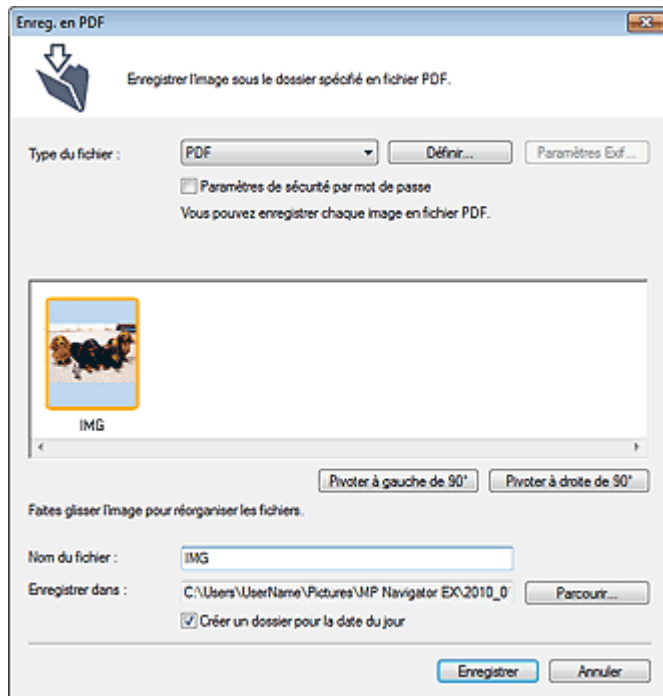 Enreg. en PDF
Enregistrer l'image sous le dossier spécifié en fichier PDF.
Type du fichier : PDF Définir... Paramètres Exif...
Paramètres de sécurité par mot de passe
Vous pouvez enregistrer chaque image en fichier PDF.
IMG
Pivoter à gauche de 90° Pivoter à droite de 90°
Faites glisser l'image pour réorganiser les fichiers.
Nom du fichier : IMG
Enregistrer dans : C:\Users\UserName\Pictures\MP Navigator EX\2010_0 Parcourir...
Créer un dossier pour la date du jour
Enregistrer Annuler